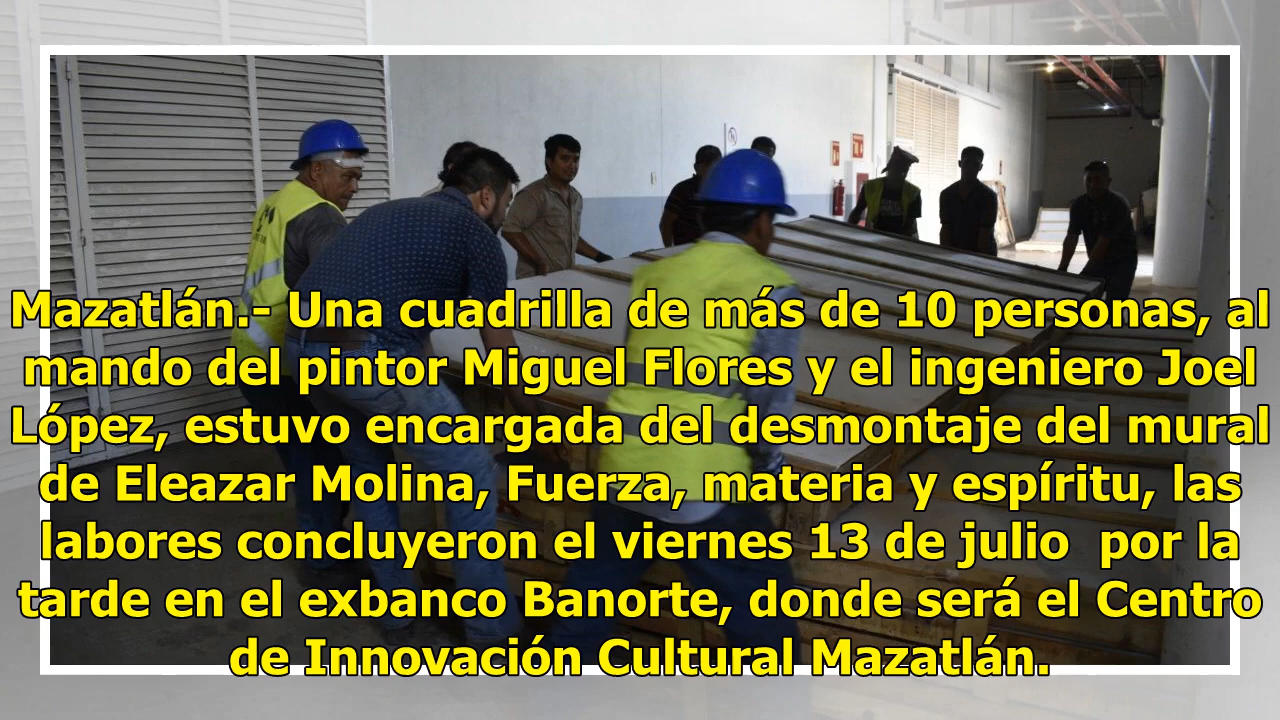 Mazatlán.- Una cuadrilla de más de 10 personas, al
mando del pintor Miguel Flores y el ingeniero Joel
López, estuvo encargada del desmontaje del mural
de Eleazar Molina, Fuerza, materia y espíritu, las
labores concluyeron el viernes 13 de julio  por la
tarde en el exbanco Banorte, donde será el Centro
de Innovación Cultural Mazatlán.